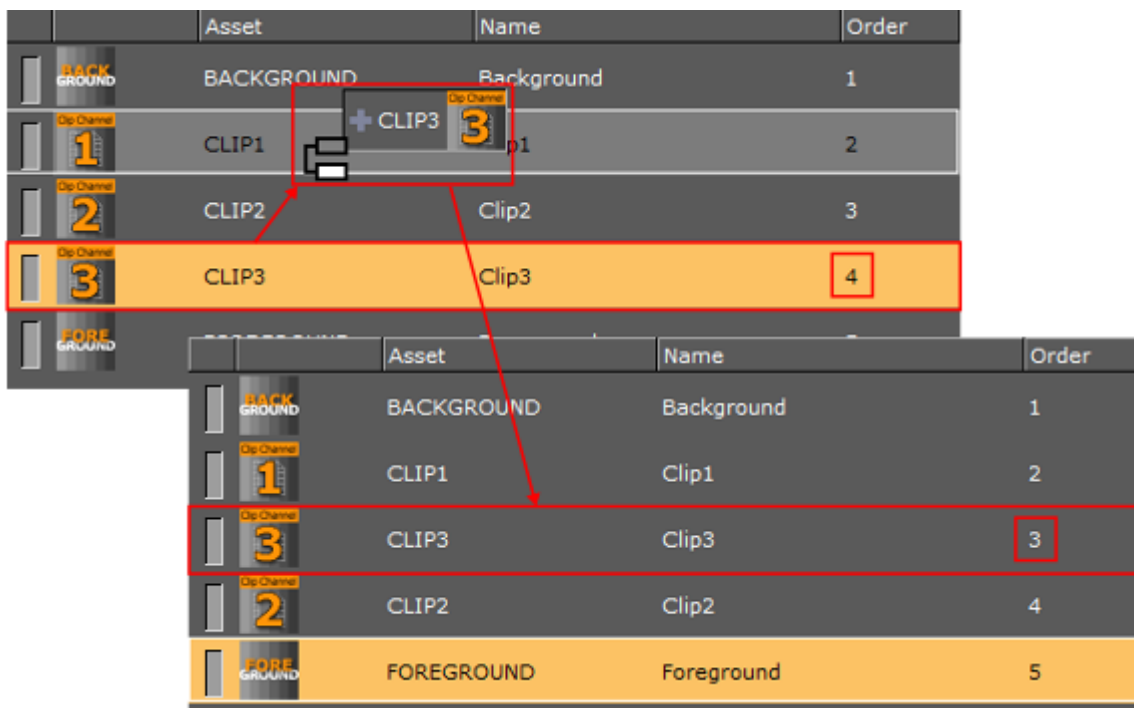 Asset Name Order
BACK GROUND BACKGROUND Background 1
Clip Channel
CLIP3 3
Clip Channel
1 CLIP1 p1 2
Clip Channel
2 CLIP2 Clip2 3
Clip Channel
3 CLIP3 Clip3 4
FORE GROUND
Asset Name Order
BACK GROUND BACKGROUND Background 1
Clip Channel
1 CLIP1 Clip1 2
Clip Channel
3 CLIP3 Clip3 3
Clip Channel
2 CLIP2 Clip2 4
FORE GROUND FOREGROUND Foreground 5